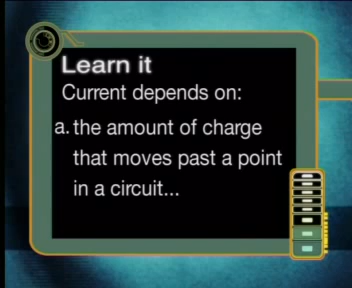 Learn it
Current depends on:
a. the amount of charge
that moves past a point
in a circuit...